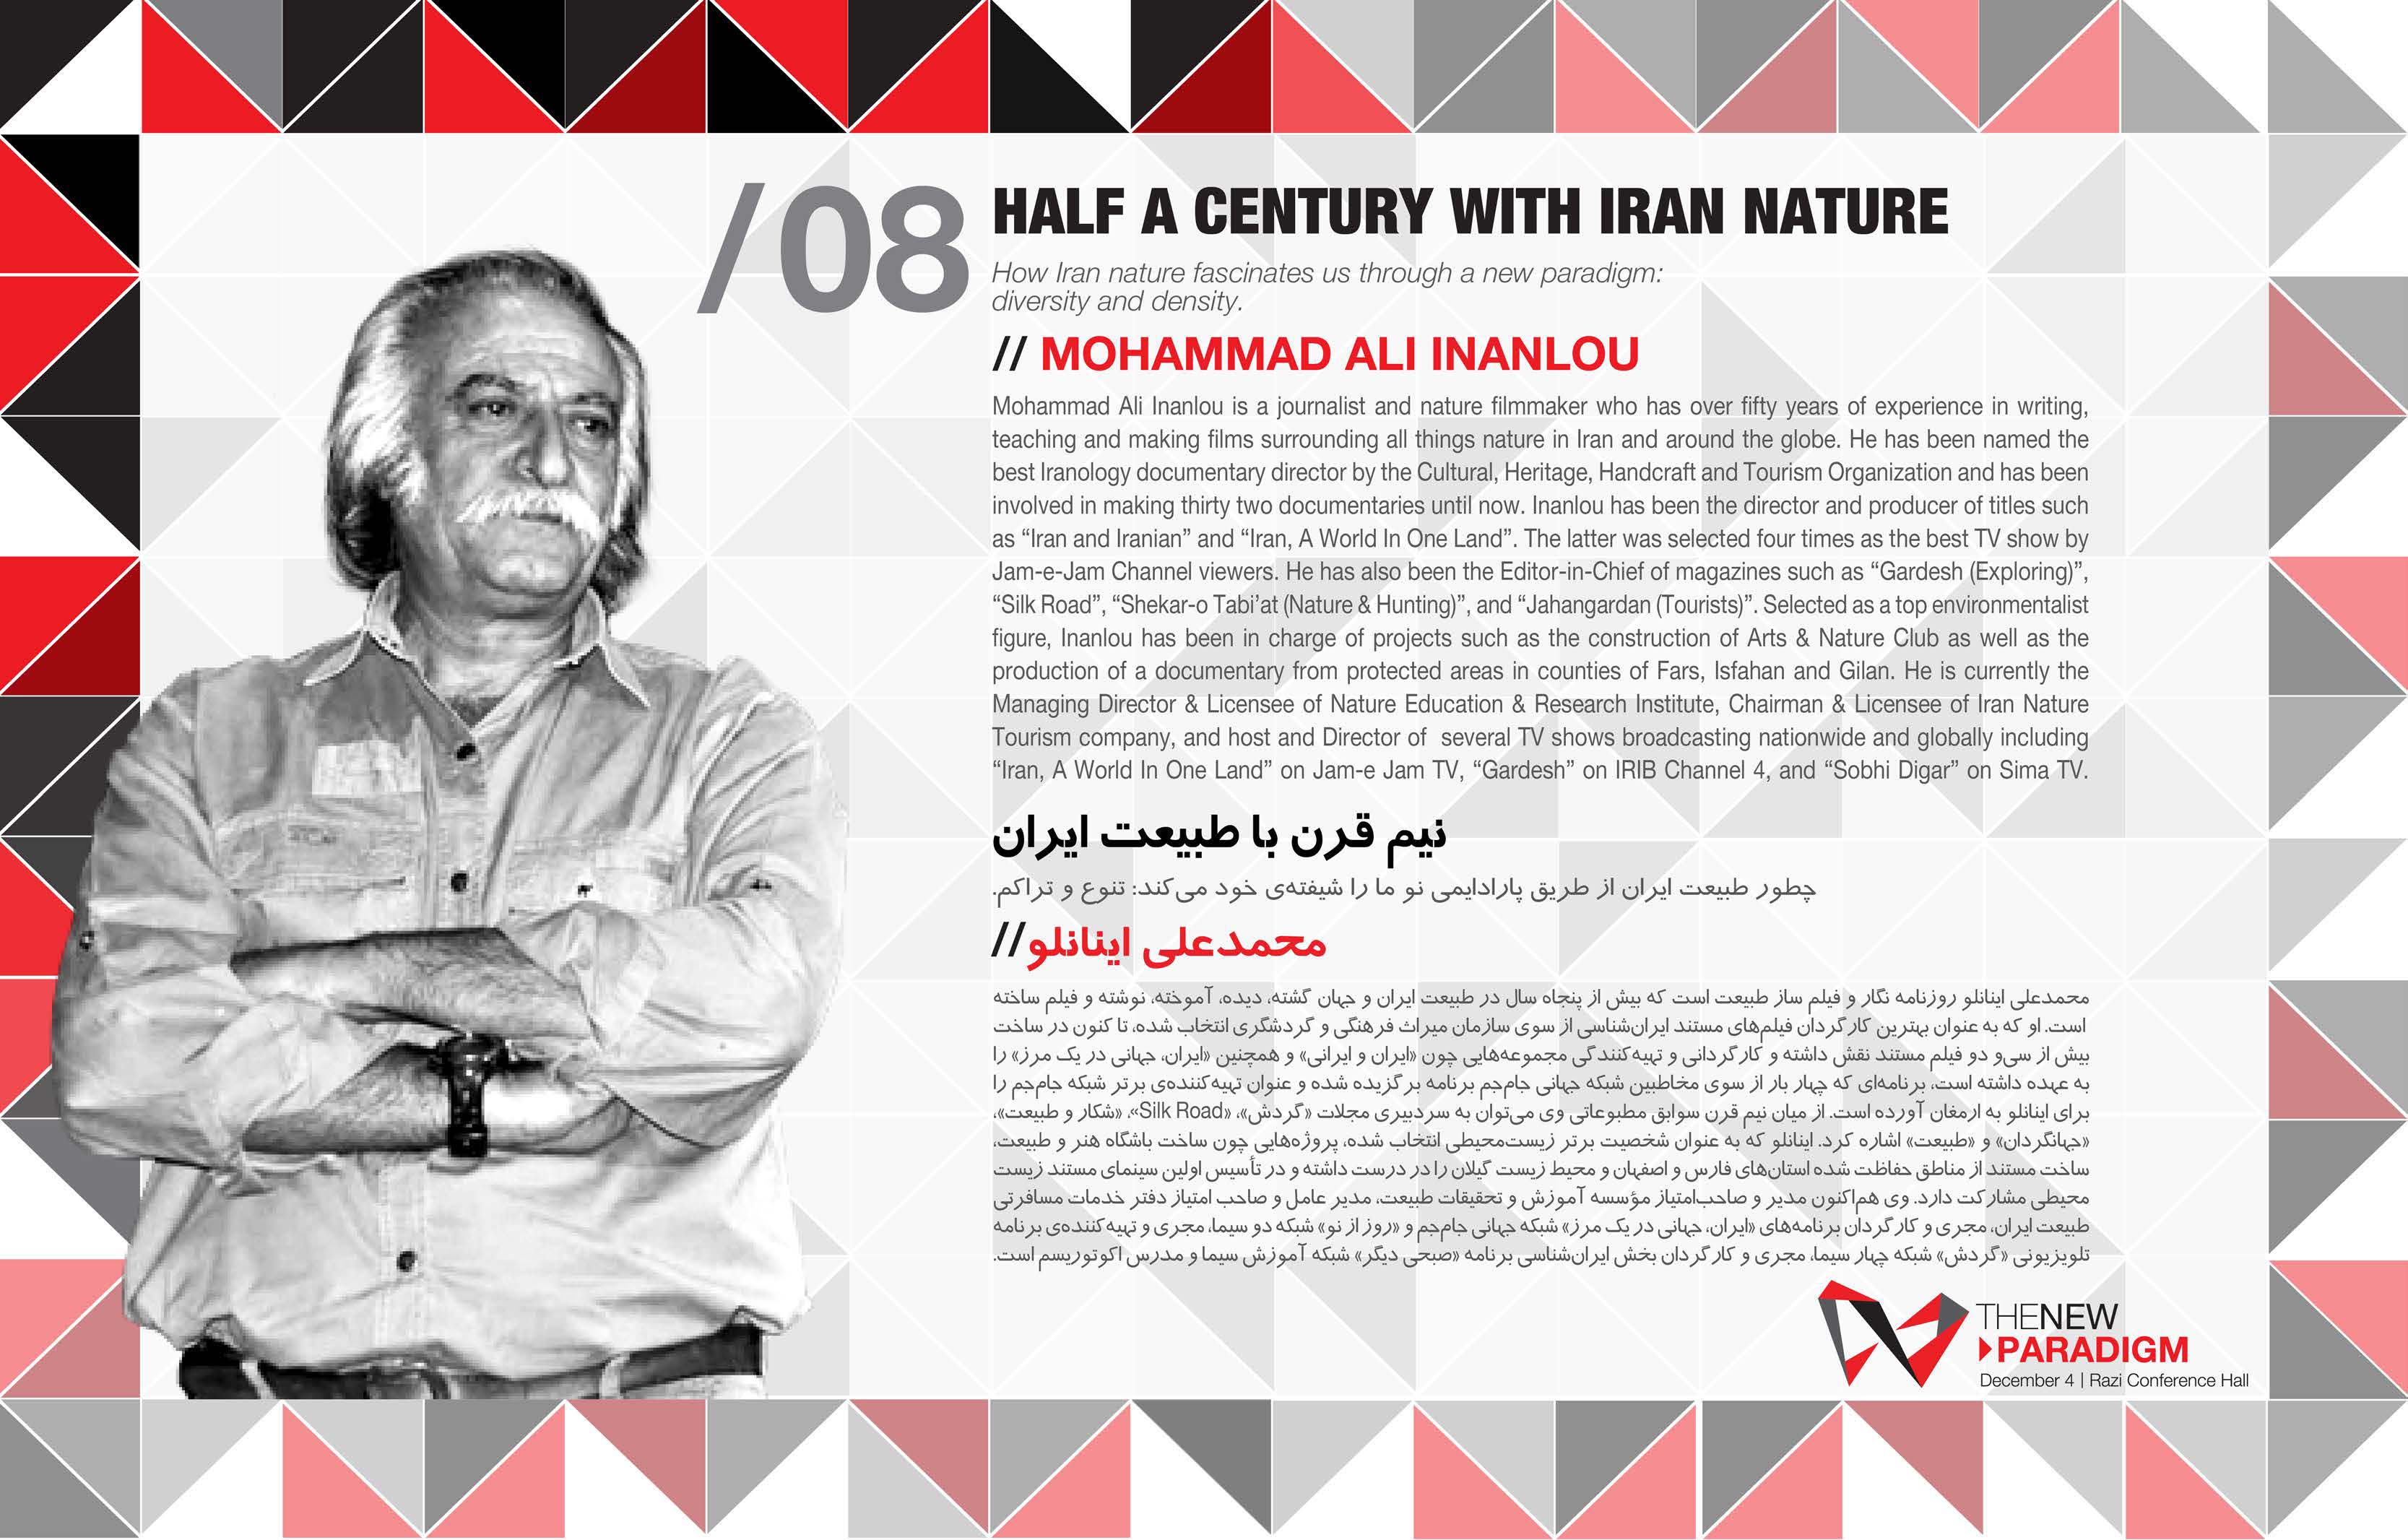 /08
HALF A CENTURY WITH IRAN NATURE
How Iran nature fascinates us through a new paradigm:
diversity and density.
// MOHAMMAD ALI INANLOU
Mohammad Ali Inanlou is a journalist and nature filmmaker who has over fifty years of experience in writing,
teaching and making films surrounding all things nature in Iran and around the globe. He has been named the
best Iranology documentary director by the Cultural, Heritage, Handcraft and Tourism Organization and has been
involved in making thirty two documentaries until now. Inanlou has been the director and producer of titles such
as “Iran and Iranian” and “Iran, A World In One Land”. The latter was selected four times as the best TV show by
Jam-e-Jam Channel viewers. He has also been the Editor-in-Chief of magazines such as “Gardesh (Exploring)”,
“Silk Road”, “Shekar-o Tabi’at (Nature & Hunting)”, and “Jahangardan (Tourists)”. Selected as a top environmentalist
figure, Inanlou has been in charge of projects such as the construction of Arts & Nature Club as well as the
production of a documentary from protected areas in counties of Fars, Isfahan and Gilan. He is currently the
Managing Director & Licensee of Nature Education & Research Institute, Chairman & Licensee of Iran Nature
Tourism company, and host and Director of several TV shows broadcasting nationwide and globally including
“Iran, A World In One Land” on Jam-e Jam TV, “Gardesh” on IRIB Channel 4, and “Sobhi Digar” on Sima TV.
نیم قرن با طبیعت ایران
چطور طبیعت ایران از طریق پارادایمی نو ما را شیفته‌ی خود می‌کند: تنوع و تراکم.
محمدعلی اینانلو//
محمدعلی اینانلو روزنامه نگار و فیلم ساز طبیعت است که بیش از پنجاه سال در طبیعت ایران و جهان گشته، دیده، آموخته، نوشته و فیلم ساخته
است. او که به عنوان بهترین کارگردان فیلم‌های مستند ایران‌شناسی از سوی سازمان میراث فرهنگی و گردشگری انتخاب شده، تا کنون در ساخت
بیش از سی‌و دو فیلم مستند نقش داشته و کارگردانی و تهیه‌کنندگی مجموعه‌هایی چون «ایران و ایرانی» و همچنین «ایران، جهانی در یک مرز» را
به عهده داشته است، برنامه‌ای که چهار بار از سوی مخاطبین شبکه جهانی جام‌جم برنامه برگزیده شده و عنوان تهیه‌کننده‌ی برتر شبکه جام‌جم را
برای اینانلو به ارمغان آورده است. از میان نیم قرن سوابق مطبوعاتی وی می‌توان به سردبیری مجلات «گردش»، «Silk Road»، «شکار و طبیعت»،
«جهانگردان» و «طبیعت» اشاره کرد. اینانلو که به عنوان شخصیت برتر زیست‌محیطی انتخاب شده، پروژه‌هایی چون ساخت باشگاه هنر و طبیعت،
ساخت مستند از مناطق حفاظت شده استان‌های فارس و اصفهان و محیط زیست گیلان را در درست داشته و در تأسیس اولین سینمای مستند زیست
محیطی مشارکت دارد. وی هم‌اکنون مدیر و صاحب‌امتیاز مؤسسه آموزش و تحقیقات طبیعت، مدیر عامل و صاحب امتیاز دفتر خدمات مسافرتی
طبیعت ایران، مجری و کارگردان برنامه‌های «ایران، جهانی در یک مرز» شبکه جهانی جام‌جم و «روز از نو» شبکه دو سیما، مجری و تهیه‌کننده‌ی برنامه
تلویزیونی «گردش» شبکه چهار سیما، مجری و کارگردان بخش ایران‌شناسی برنامه «صبحی دیگر» شبکه آموزش سیما و مدرس اکوتوریسم است.
THENEW
PARADIGM
December 4 | Razi Conference Hall